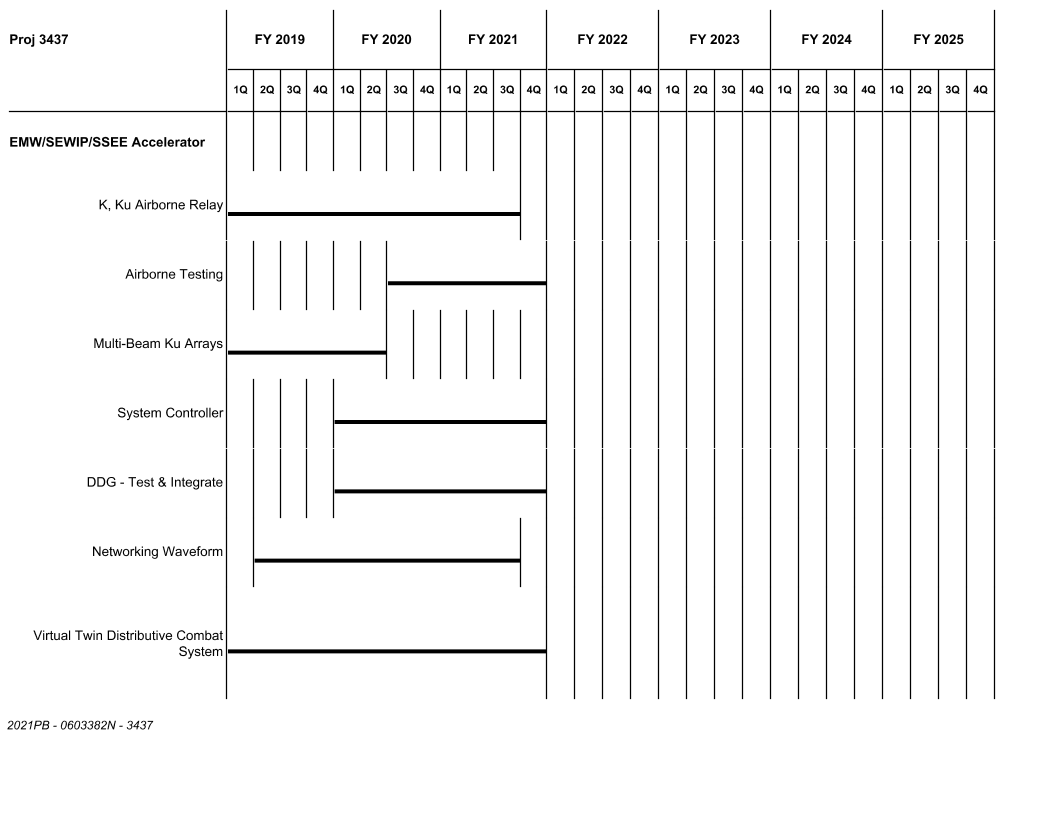 Proj 3437 FY 2019 FY 2020 FY 2021 FY 2022 FY 2023 FY 2024 FY 2025
1Q 2Q 3Q 4Q 1Q 2Q 3Q 4Q 1Q 2Q 3Q 4Q 1Q 2Q 3Q 4Q 1Q 2Q 3Q 4Q 1Q 2Q 3Q 4Q 1Q 2Q 3Q 4Q
EMW/SEWIP/SSEE Accelerator
K, Ku Airborne Relay
Airborne Testing
Multi-Beam Ku Arrays
System Controller
DDG - Test & Integrate
Networking Waveform
Virtual Twin Distributive Combat
System
2021PB - 0603382N - 3437